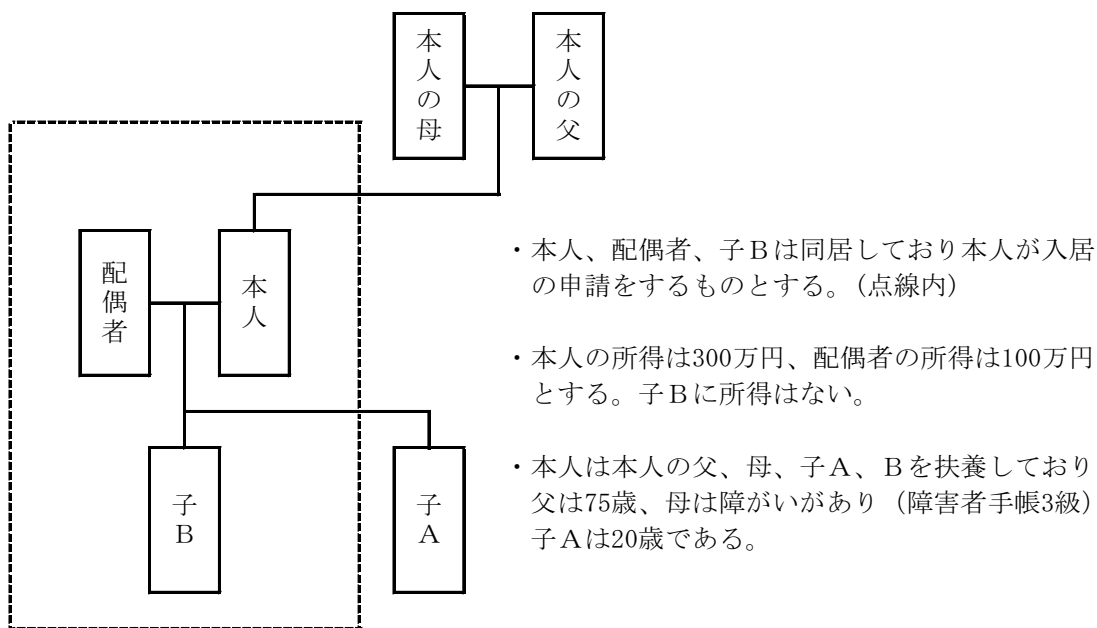 本人の母
本人の父
配偶者
本人
子B
子A
・本人、配偶者、子Ｂは同居しており本人が入居
の申請をするものとする。(点線内)
・本人の所得は300万円、配偶者の所得は100万円
とする。子Ｂに所得はない。
・本人は本人の父、母、子Ａ、Ｂを扶養しており
父は75歳、母は障がいがあり（障害者手帳3級）
子Ａは20歳である。